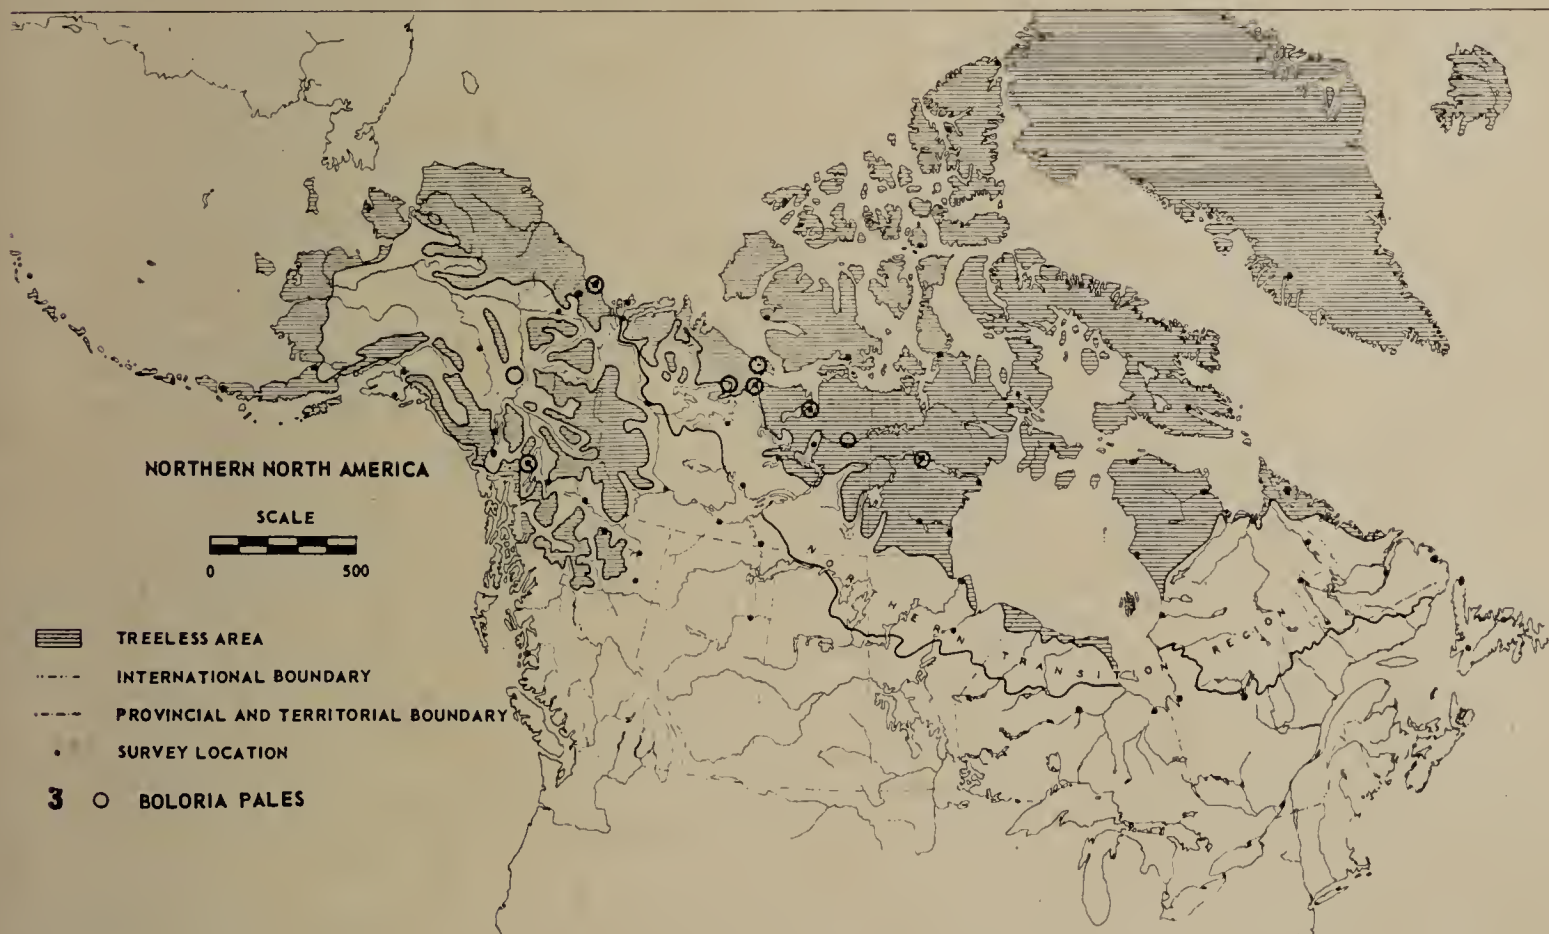 NORTHERN NORTH AMERICA
SCALE
0 500
TREELESS AREA
INTERNATIONAL BOUNDARY
PROVINCIAL AND TERRITORIAL BOUNDARY
SURVEY LOCATION
3 BOLORIA PALES
NORTHERN TRANSITION REGION